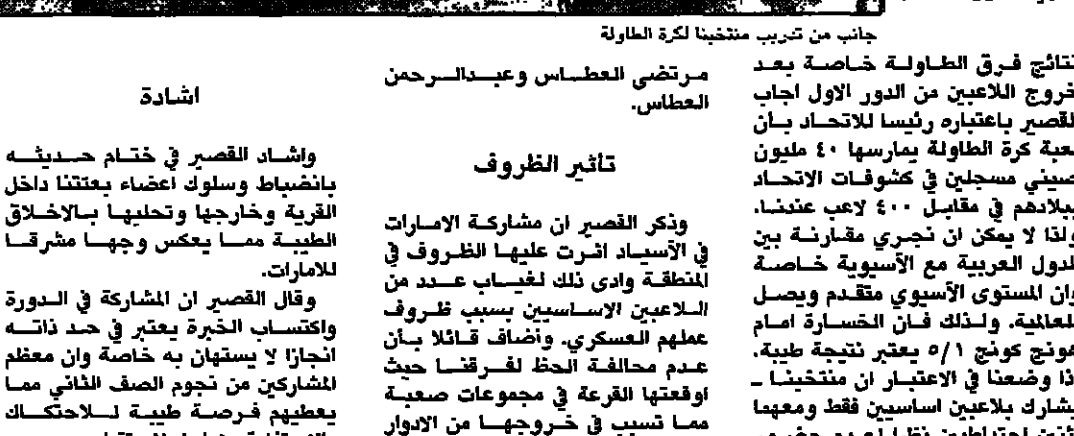 جانب من تدريب منتخبنا لكرة الطاولة
نتائج فرق الطاولة خاصة بعد
خروج اللاعبين من الدور الاول اجاب
القصير باعتباره رئيسا للاتحاد بأن
لعبة كرة الطاولة يمارسها ٤٠ مليون
صيني مسجلين في كشوفات الاتحاد
ببلادهم في مقابل ٤٠٠ لاعب عندنا.
ولذا لا يمكن ان نجري مقارنة بين
الدول العربية مع الآسيوية خاصة
وان المستوى الآسيوي متقدم ويصل
للعالمية. ولذلك فان الخسارة امام
هونج كونج ٥/١ يعتبر نتيجة طيبة.
اذا وضعنا في الاعتبار ان منتخبنا ـ
يشارك بلاعبين اساسيين فقط ومعهما
مرتضى العطاس وعبدالرحمن
العطاس.
تأثير الظروف
وذكر القصير ان مشاركة الامارات
في الآسياد اثرت عليها الظروف في
المنطقة وادى ذلك لغياب عدد من
اللاعبين الاساسيين بسبب ظروف
عملهم العسكري. وأضاف قائلا بأن
عدم محالفة الحظ لفرقنا حيث
اوقعتها القرعة في مجموعات صعبة
مما تسبب في خروجها من الادوار
اشادة
واشاد القصير في ختام حديثه
بانضباط وسلوك اعضاء بعثتنا داخل
القرية وخارجها وتحليها بالاخلاق
الطيبة مما يعكس وجها مشرقا
للامارات.
وقال القصير ان المشاركة في الدورة
واكتساب الخبرة يعتبر في حد ذاته
انجازا لا يستهان به خاصة وان معظم
المشاركين من نجوم الصف الثاني مما
يعطيهم فرصة طيبة للاحتكاك